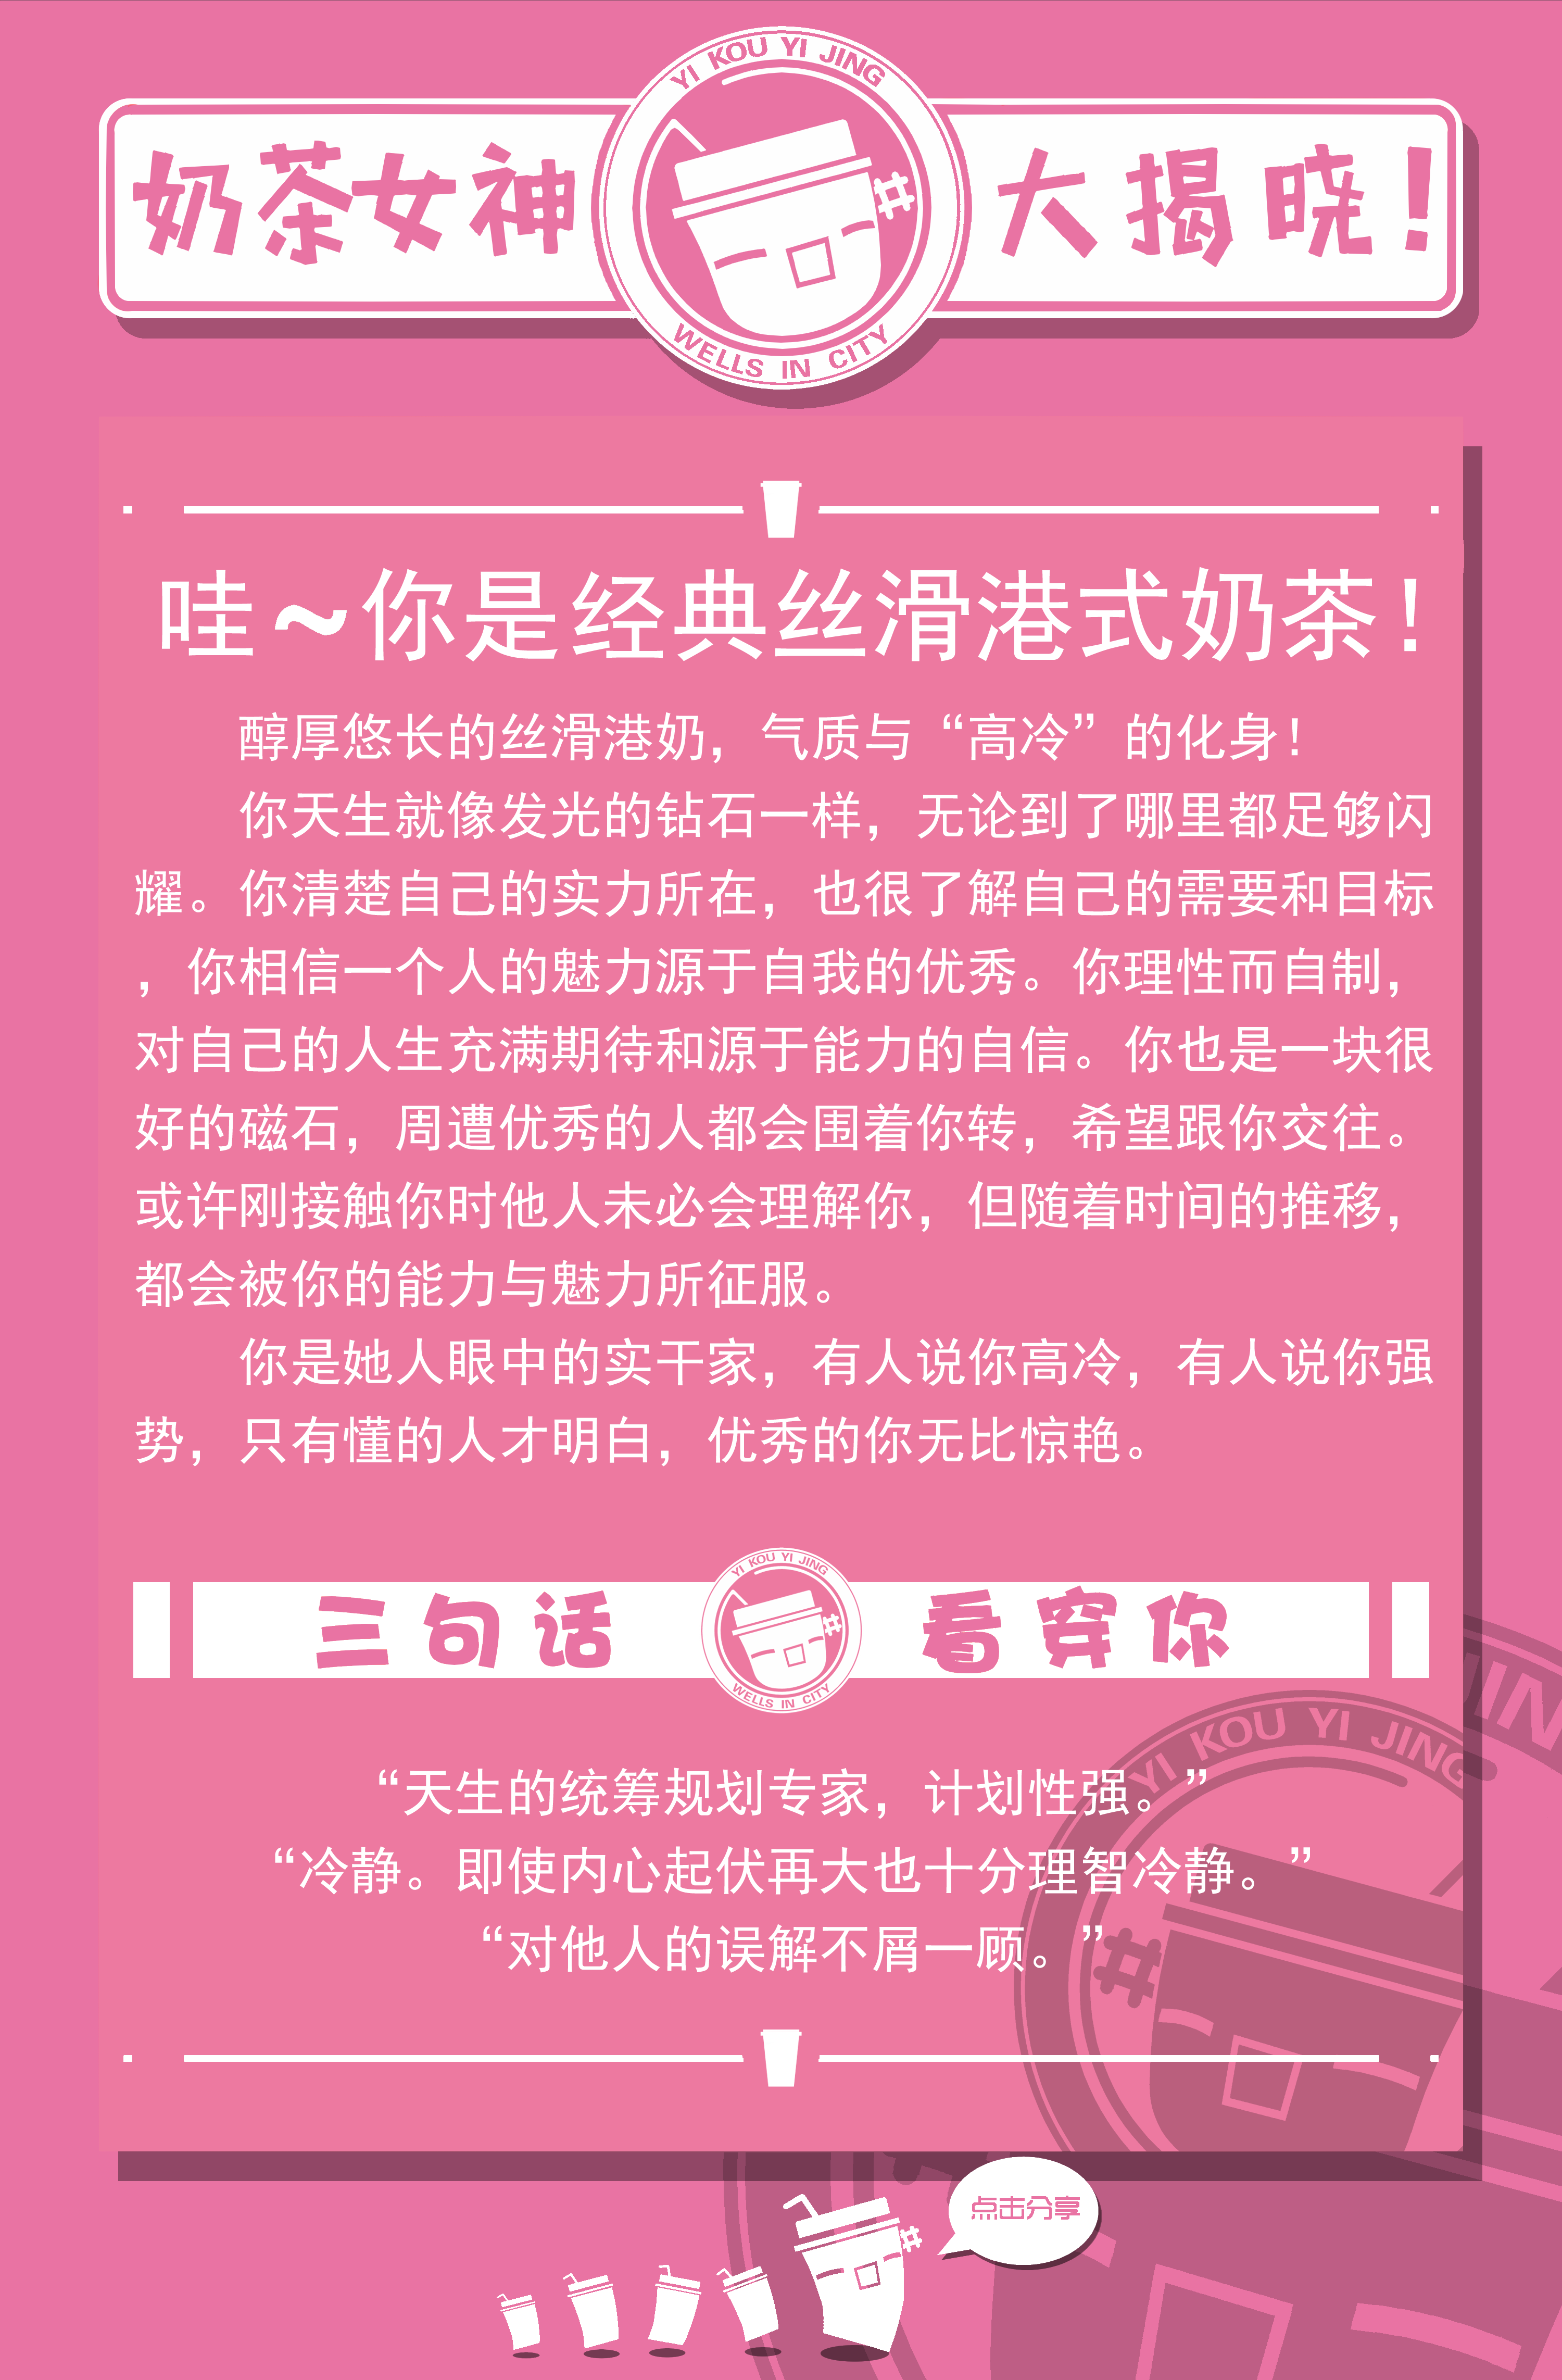 YI KOU YI JING
奶茶女神 大揭晓！
WELLS IN CITY
哇~你是经典丝滑港式奶茶！
醇厚悠长的丝滑港奶，气质与“高冷”的化身！
你天生就像发光的钻石一样，无论到了哪里都足够闪
耀。你清楚自己的实力所在，也很了解自己的需要和目标
，你相信一个人的魅力源于自我的优秀。你理性而自制，
对自己的人生充满期待和源于能力的自信。你也是一块很
好的磁石，周遭优秀的人都会围着你转，希望跟你交往。
或许刚接触你时他人未必会理解你，但随着时间的推移，
都会被你的能力与魅力所征服。
你是她人眼中的实干家，有人说你高冷，有人说你强
势，只有懂的人才明白，优秀的你无比惊艳。
YI KOU YI JING
三句话 看穿你
WELLS IN CITY
JIN
YI KOU YI JING
“天生的统筹规划专家，计划性强。”
“冷静。即使内心起伏再大也十分理智冷静。”
“对他人的误解不屑一顾。”
点击分享